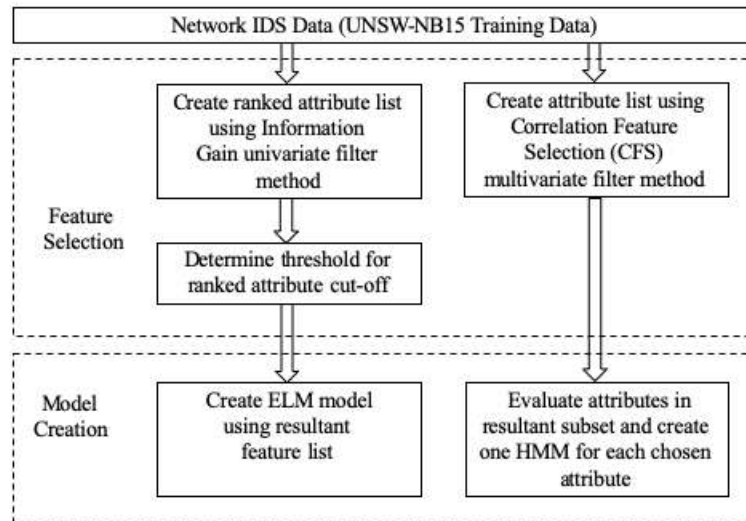 Network IDS Data (UNSW-NB15 Training Data)
Create ranked attribute list
using Information
Gain univariate filter
method
Create attribute list using
Correlation Feature
Selection (CFS)
multivariate filter method
Feature
Selection
Determine threshold for
ranked attribute cut-off
Model
Creation
Create ELM model
using resultant
feature list
Evaluate attributes in
resultant subset and create
one HMM for each chosen
attribute